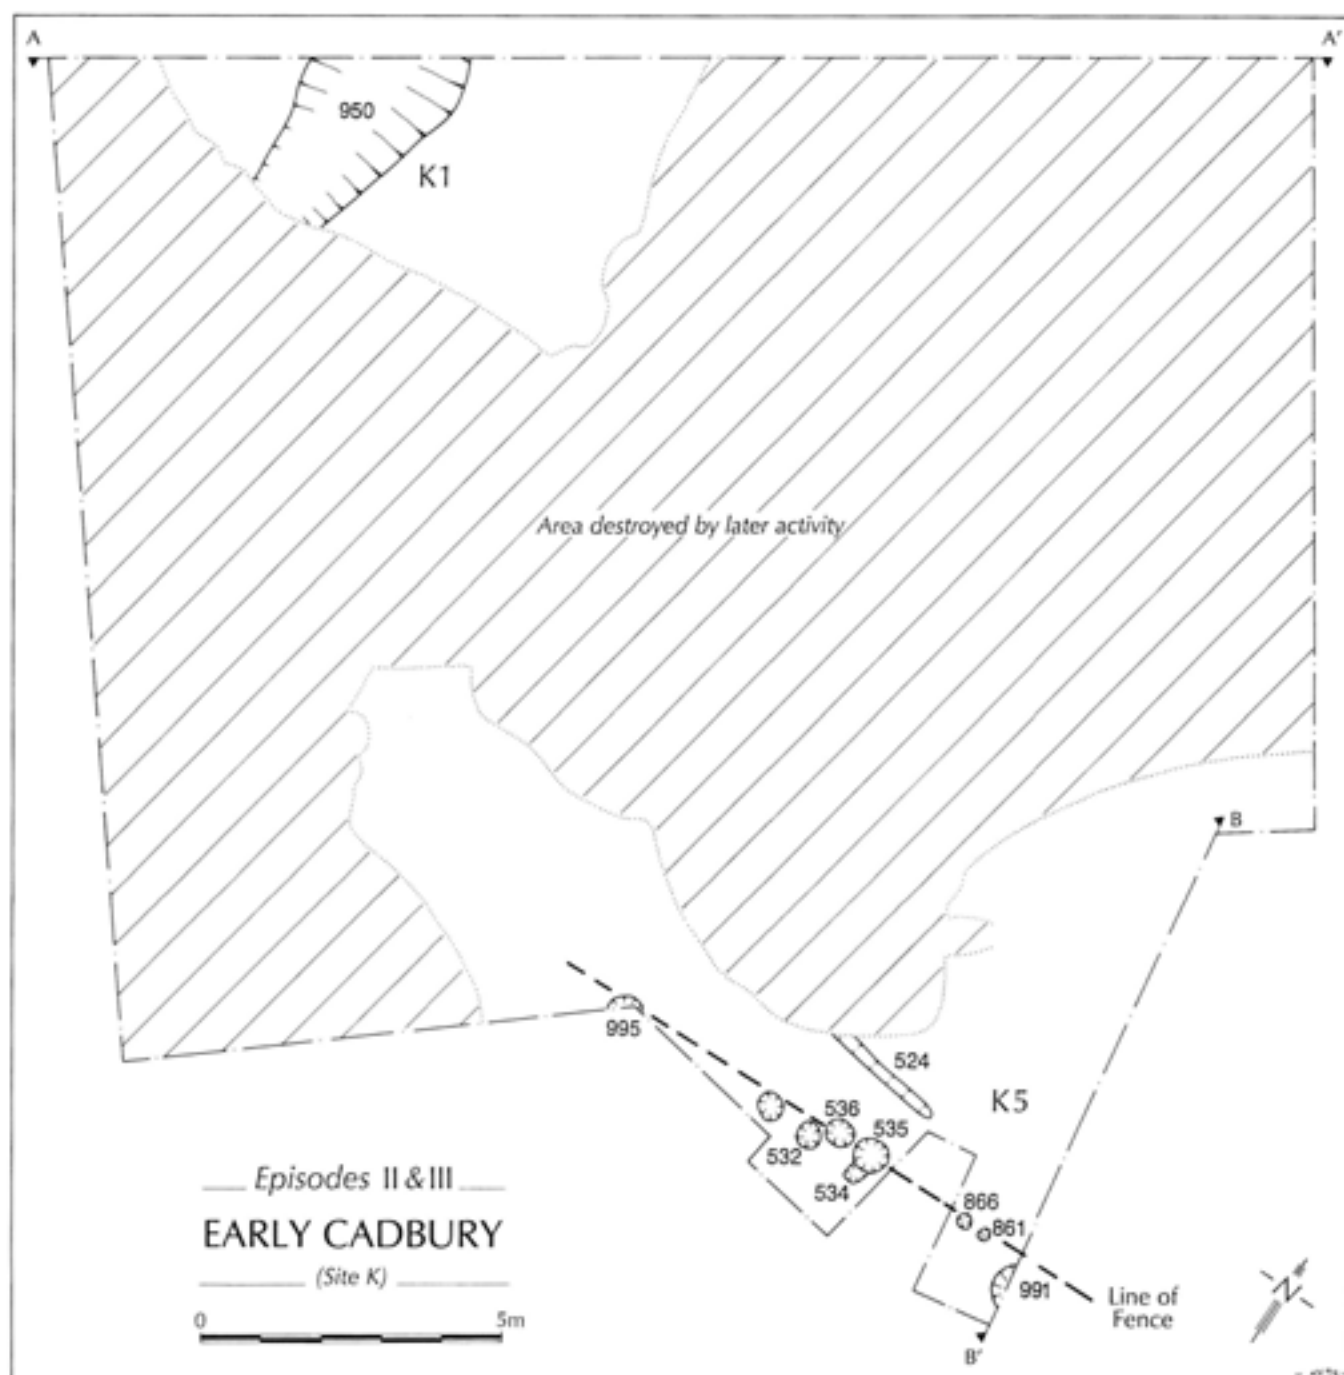 A
A'
950
K1
Area destroyed by later activity
B
995
524
K5
536
535
532
534
866
861
991
Line of
Fence
B'
Episodes II & III
EARLY CADBURY
(Site K)
0
5m
N